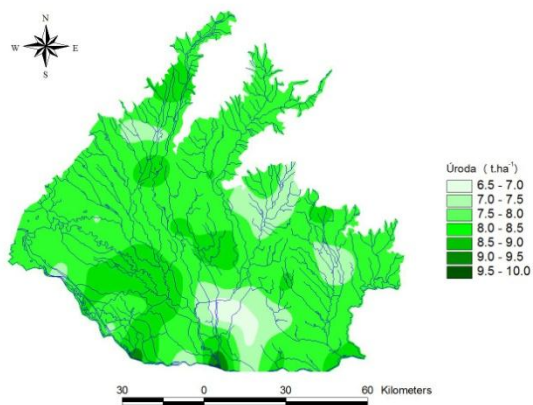 N
W E
S
Úroda ( t.ha⁻¹)
6.5 - 7.0
7.0 - 7.5
7.5 - 8.0
8.0 - 8.5
8.5 - 9.0
9.0 - 9.5
9.5 - 10.0
30 0 30 60 Kilometers